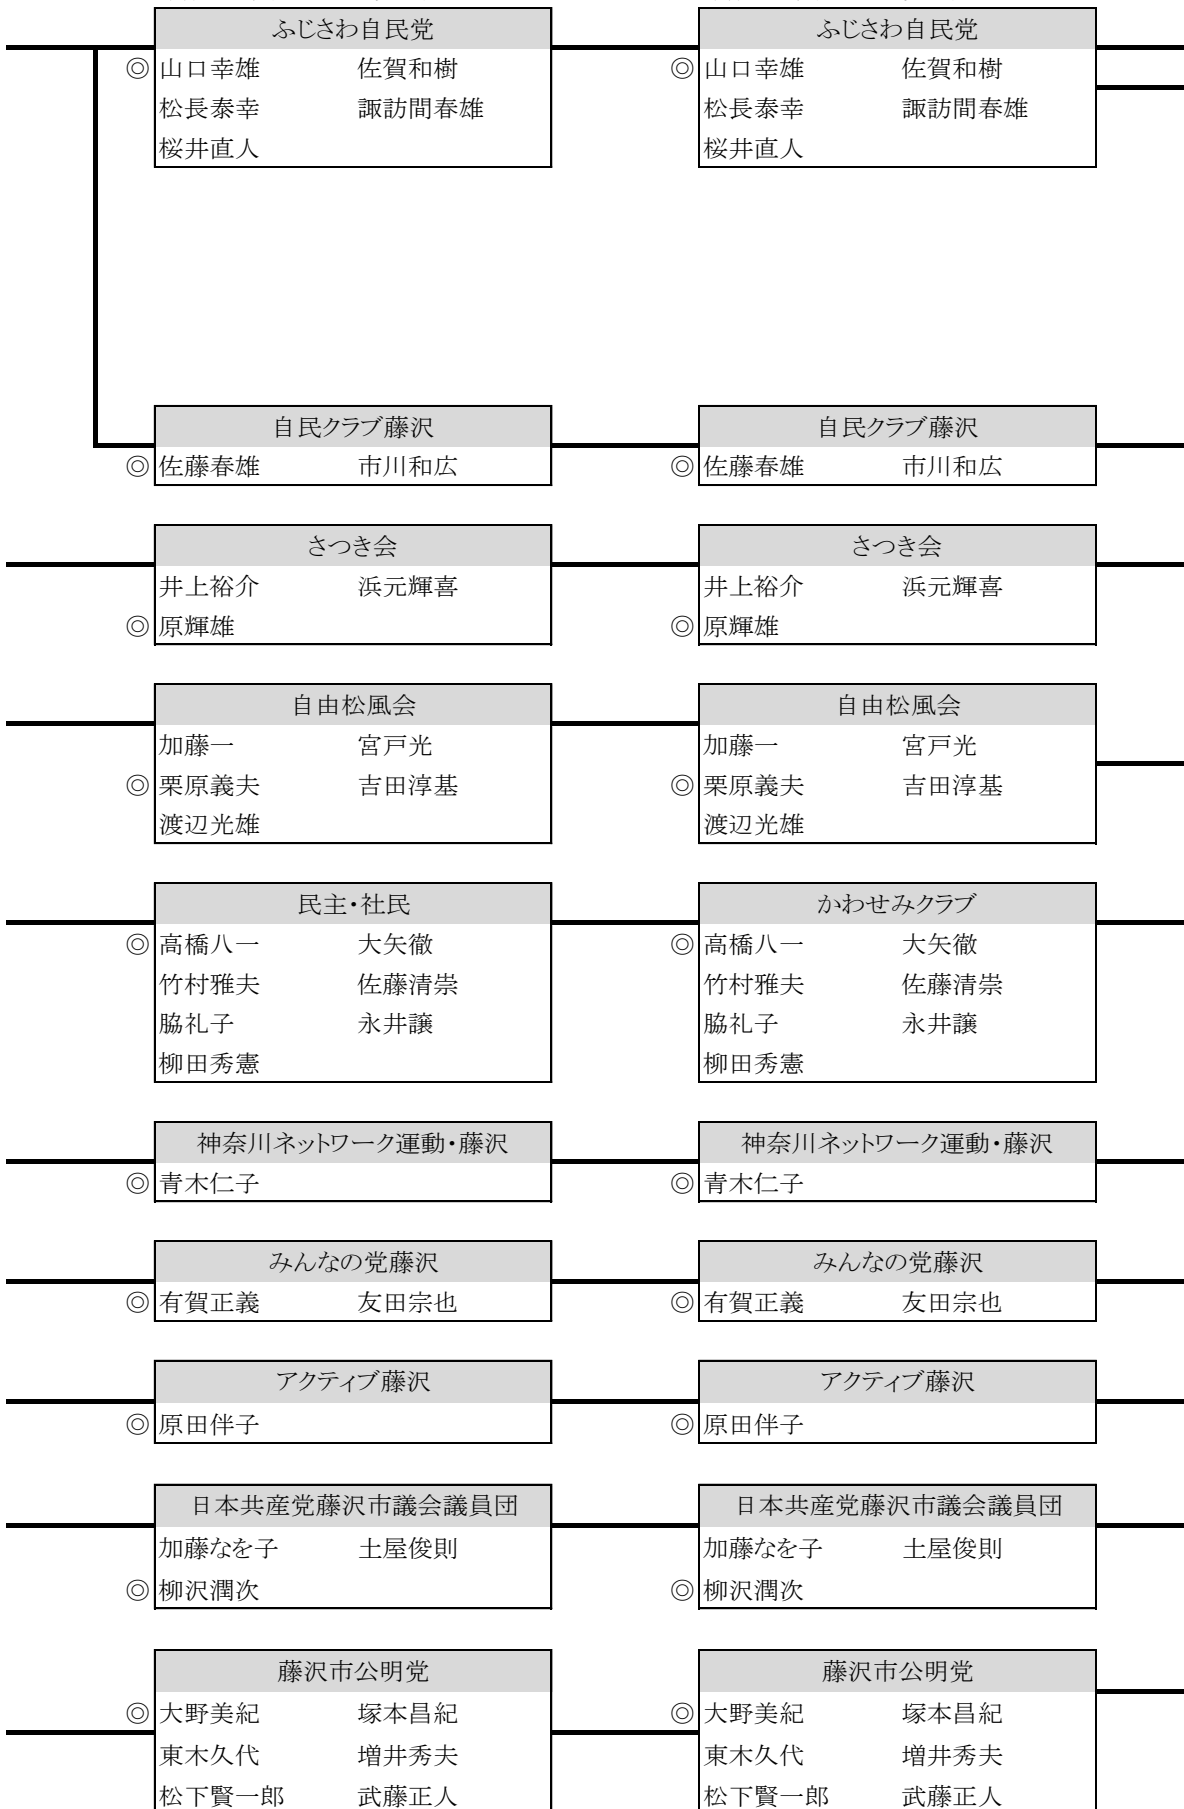 ふじさわ自民党 ふじさわ自民党
◎ 山口幸雄 佐賀和樹 ◎ 山口幸雄 佐賀和樹
松長泰幸 諏訪間春雄 松長泰幸 諏訪間春雄
桜井直人 桜井直人
自民クラブ藤沢 自民クラブ藤沢
◎ 佐藤春雄 市川和広 ◎ 佐藤春雄 市川和広
さつき会 さつき会
井上裕介 浜元輝喜 井上裕介 浜元輝喜
◎ 原輝雄 ◎ 原輝雄
自由松風会 自由松風会
加藤一 宮戸光 加藤一 宮戸光
◎ 栗原義夫 吉田淳基 ◎ 栗原義夫 吉田淳基
渡辺光雄 渡辺光雄
民主・社民 かわせみクラブ
◎ 高橋八一 大矢徹 ◎ 高橋八一 大矢徹
竹村雅夫 佐藤清崇 竹村雅夫 佐藤清崇
脇礼子 永井譲 脇礼子 永井譲
柳田秀憲 柳田秀憲
神奈川ネットワーク運動・藤沢 神奈川ネットワーク運動・藤沢
◎ 青木仁子 ◎ 青木仁子
みんなの党藤沢 みんなの党藤沢
◎ 有賀正義 友田宗也 ◎ 有賀正義 友田宗也
アクティブ藤沢 アクティブ藤沢
◎ 原田伴子 ◎ 原田伴子
日本共産党藤沢市議会議員団 日本共産党藤沢市議会議員団
加藤なを子 土屋俊則 加藤なを子 土屋俊則
◎ 柳沢潤次 ◎ 柳沢潤次
藤沢市公明党 藤沢市公明党
◎ 大野美紀 塚本昌紀 ◎ 大野美紀 塚本昌紀
東木久代 増井秀夫 東木久代 増井秀夫
松下賢一郎 武藤正人 松下賢一郎 武藤正人